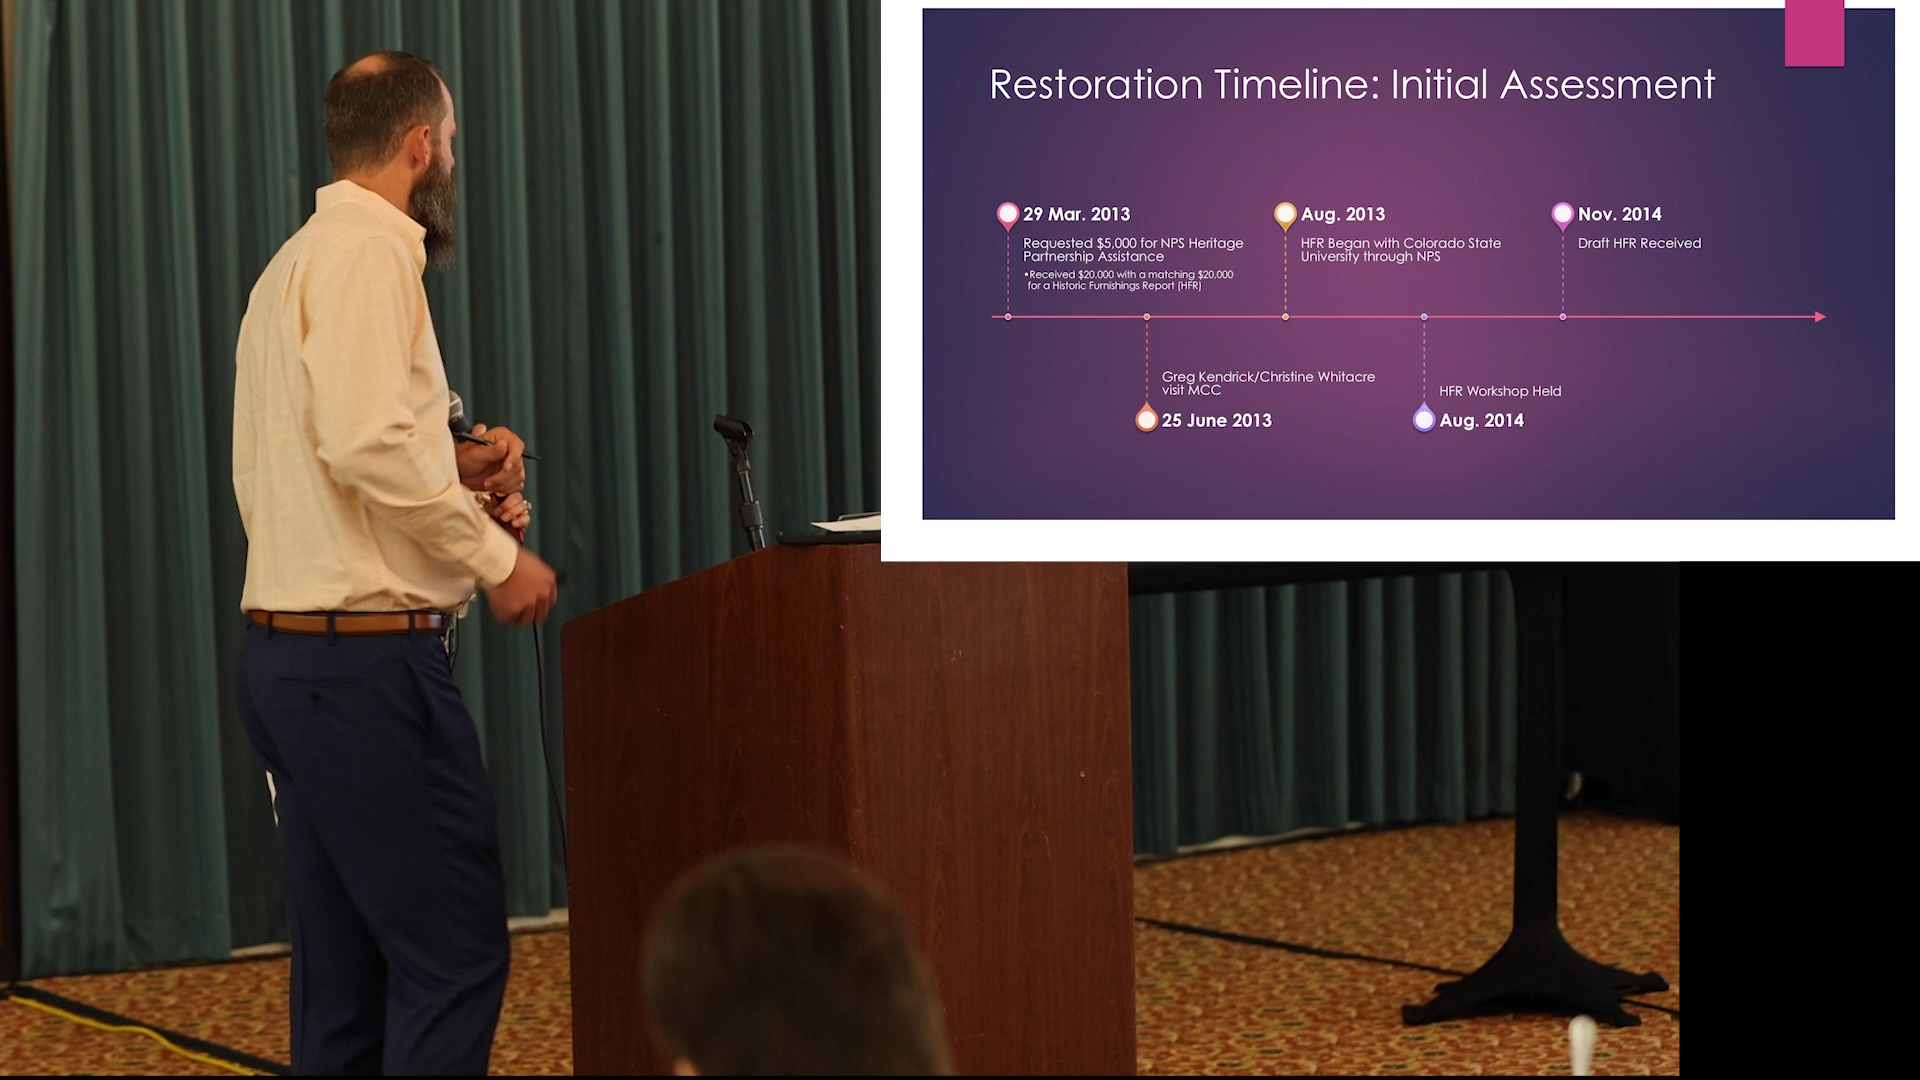 Restoration Timeline: Initial Assessment
29 Mar. 2013
Requested $5,000 for NPS Heritage
Partnership Assistance
•Received $20,000 with a matching $20,000
for a Historic Furnishings Report (HFR)
Aug. 2013
HFR Began with Colorado State
University through NPS
Nov. 2014
Draft HFR Received
Greg Kendrick/Christine Whitacre
visit MCC
25 June 2013
HFR Workshop Held
Aug. 2014